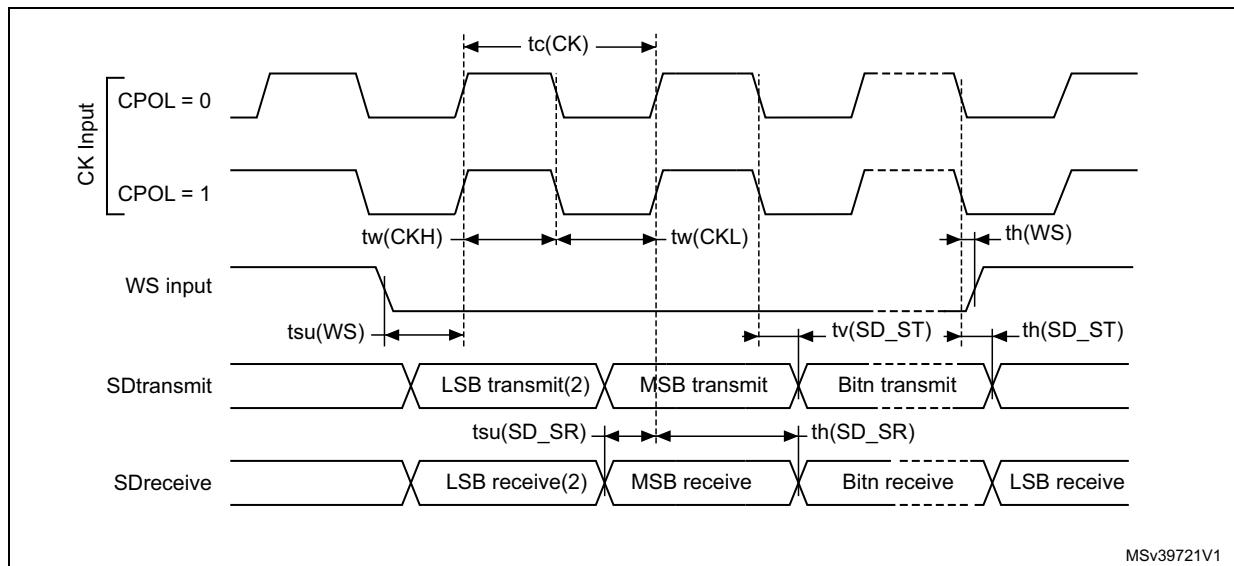 tc(CK)
CK Input
CPOL = 0
CPOL = 1
tw(CKH)
tw(CKL)
th(WS)
WS input
tsu(WS)
tv(SD_ST)
th(SD_ST)
SDtransmit
LSB transmit(2)
MSB transmit
Bitn transmit
tsu(SD_SR)
th(SD_SR)
SDreceive
LSB receive(2)
MSB receive
Bitn receive
LSB receive
MSv39721V1